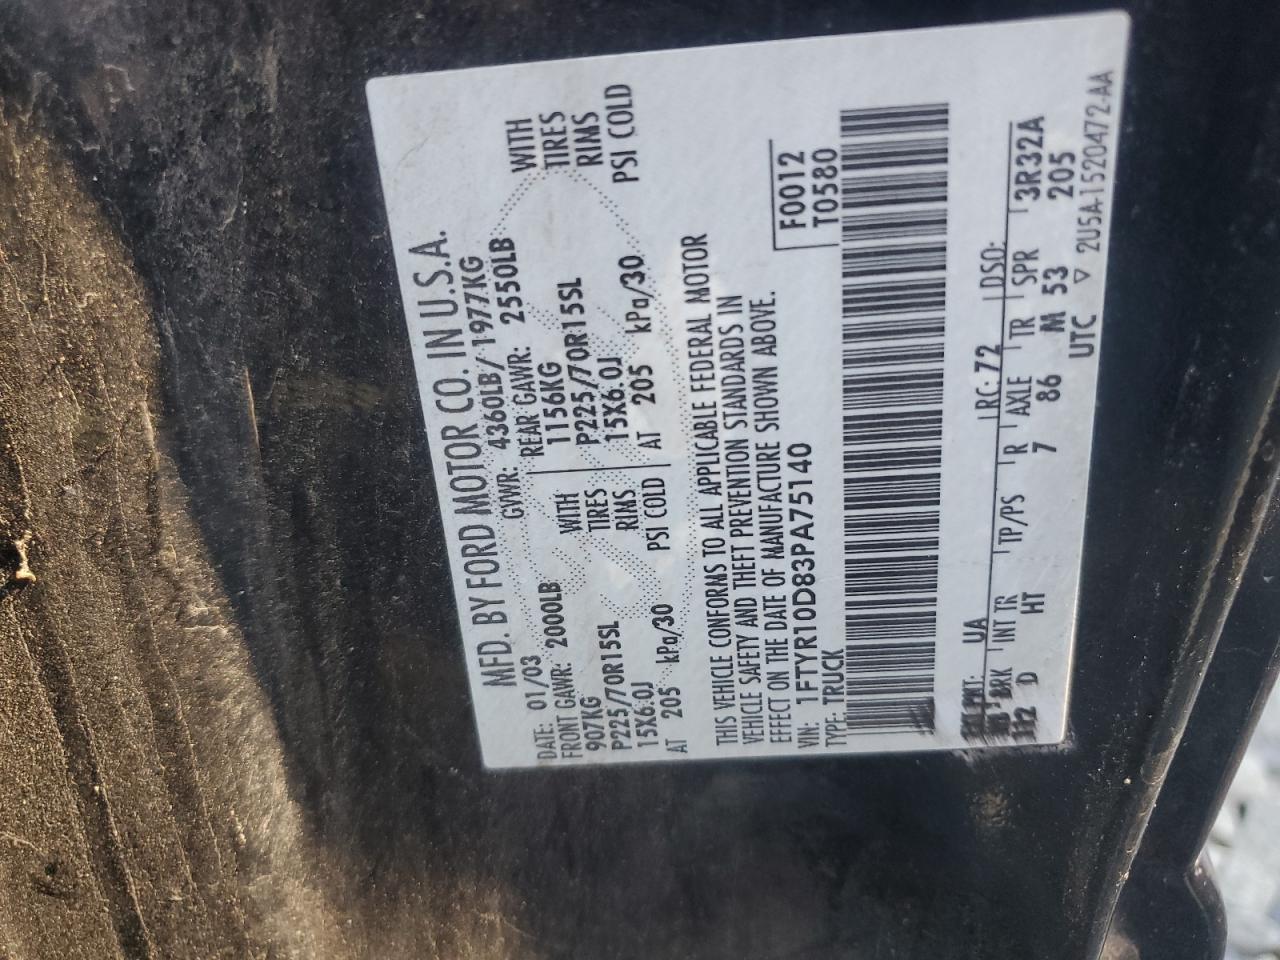 MFD. BY FORD MOTOR CO. IN U.S.A.
DATE: 01/03 GVWR: 4360LB/ 1977KG
FRONT GAWR: 2000LB REAR GAWR: 2550LB
907KG WITH 1156KG WITH
P225/70R15SL TIRES P225/70R15SL TIRES
15X6.0J RIMS 15X6.0J RIMS
AT 205 kPa/30 PSI COLD AT 205 kPa/30 PSI COLD
THIS VEHICLE CONFORMS TO ALL APPLICABLE FEDERAL MOTOR
VEHICLE SAFETY AND THEFT PREVENTION STANDARDS IN
EFFECT ON THE DATE OF MANUFACTURE SHOWN ABOVE.
VIN: 1FTYR10D83PA75140 F0012
TYPE: TRUCK T0580
UA RC: 72 DSO:
BRK INT TR TP/PS R AXLE TR SPR 3R32A
112 D HT 7 86 M 53 205
UTC ▽ 2U5A-1520472-AA